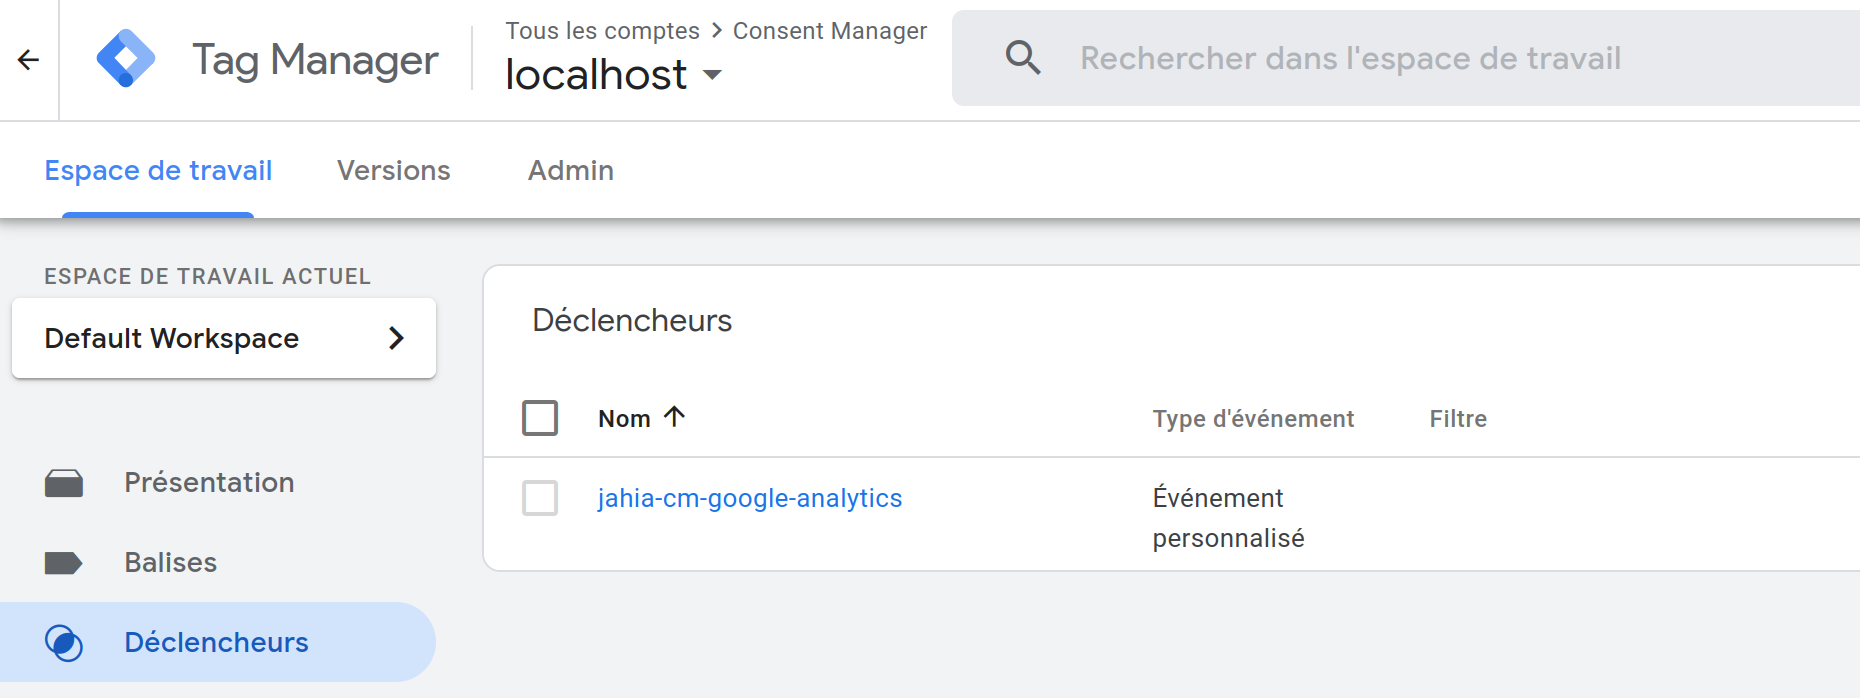 Tag Manager
Tous les comptes > Consent Manager
localhost
Rechercher dans l'espace de travail
Espace de travail Versions Admin
ESPACE DE TRAVAIL ACTUEL
Default Workspace
Présentation
Balises
Déclencheurs
Déclencheurs
Nom Type d'événement Filtre
jahia-cm-google-analytics Événement
personnalisé